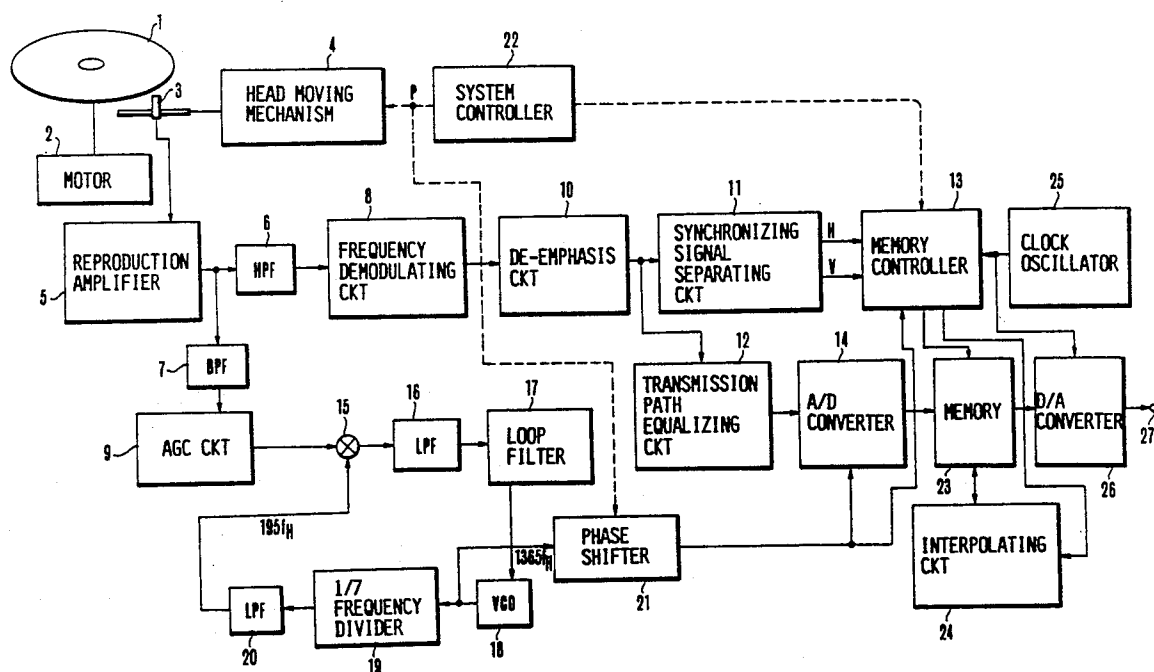 1
3
4
HEAD MOVING
MECHANISM
P
22
SYSTEM
CONTROLLER
2
MOTOR
5
REPRODUCTION
AMPLIFIER
6
HPF
8
FREQUENCY
DEMODULATING
CKT
10
DE-EMPHASIS
CKT
11
SYNCHRONIZING
SIGNAL
SEPARATING
CKT
H
V
13
MEMORY
CONTROLLER
25
CLOCK
OSCILLATOR
7
BPF
9
AGC CKT
15
16
LPF
17
LOOP
FILTER
12
TRANSMISSION
PATH
EQUALIZING
CKT
14
A/D
CONVERTER
MEMORY
23
D/A
CONVERTER
26
27
195fH
1365fH
PHASE
SHIFTER
21
INTERPOLATING
CKT
24
LPF
20
1/7
FREQUENCY
DIVIDER
19
VCO
18